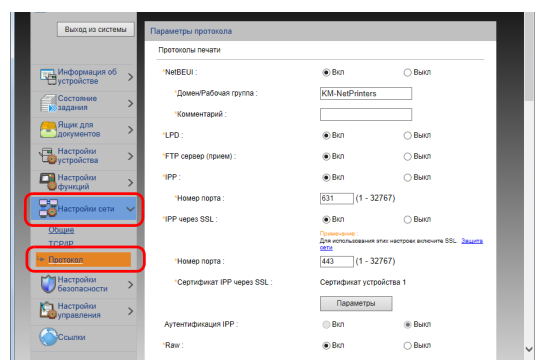 Выход из системы
Информация об
устройстве
Состояние
задания
Ящик для
документов
Настройки
устройства
Настройки
функций
Настройки сети
Общие
TCP/IP
Протокол
Настройки
безопасности
Настройки
управления
Ссылки
Параметры протокола
Протоколы печати
*NetBEUI : Вкл Выкл
*Домен/Рабочая группа : KM-NetPrinters
*Комментарий :
*LPD : Вкл Выкл
*FTP сервер (прием) : Вкл Выкл
*IPP : Вкл Выкл
*Номер порта : 631 (1 - 32767)
*IPP через SSL : Вкл Выкл
Примечание :
Для использования этих настроек включите SSL. Защита
сети
*Номер порта : 443 (1 - 32767)
*Сертификат IPP через SSL : Сертификат устройства 1
Параметры
Аутентификация IPP : Вкл Выкл
*Raw : Вкл Выкл